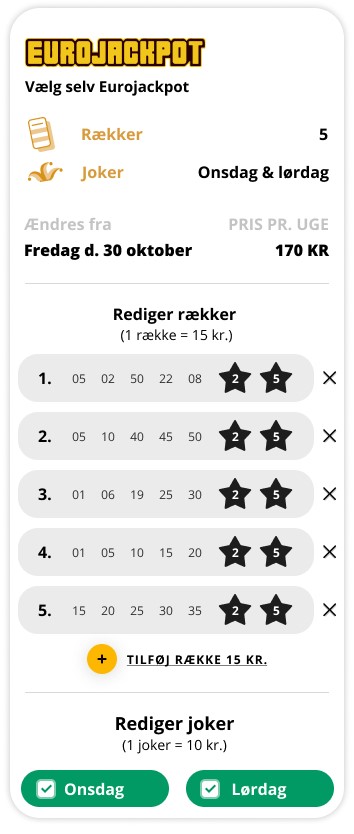 EUROJACKPOT
Vælg selv Eurojackpot
Rækker 5
Joker Onsdag & lørdag
Ændres fra PRIS PR. UGE
Fredag d. 30 oktober 170 KR
Rediger rækker
(1 række = 15 kr.)
1. 05 02 50 22 08 2 5
2. 05 10 40 45 50 2 5
3. 01 06 19 25 30 2 5
4. 01 05 10 15 20 2 5
5. 15 20 25 30 35 2 5
+ TILFØJ RÆKKE 15 KR.
Rediger joker
(1 joker = 10 kr.)
Onsdag Lørdag